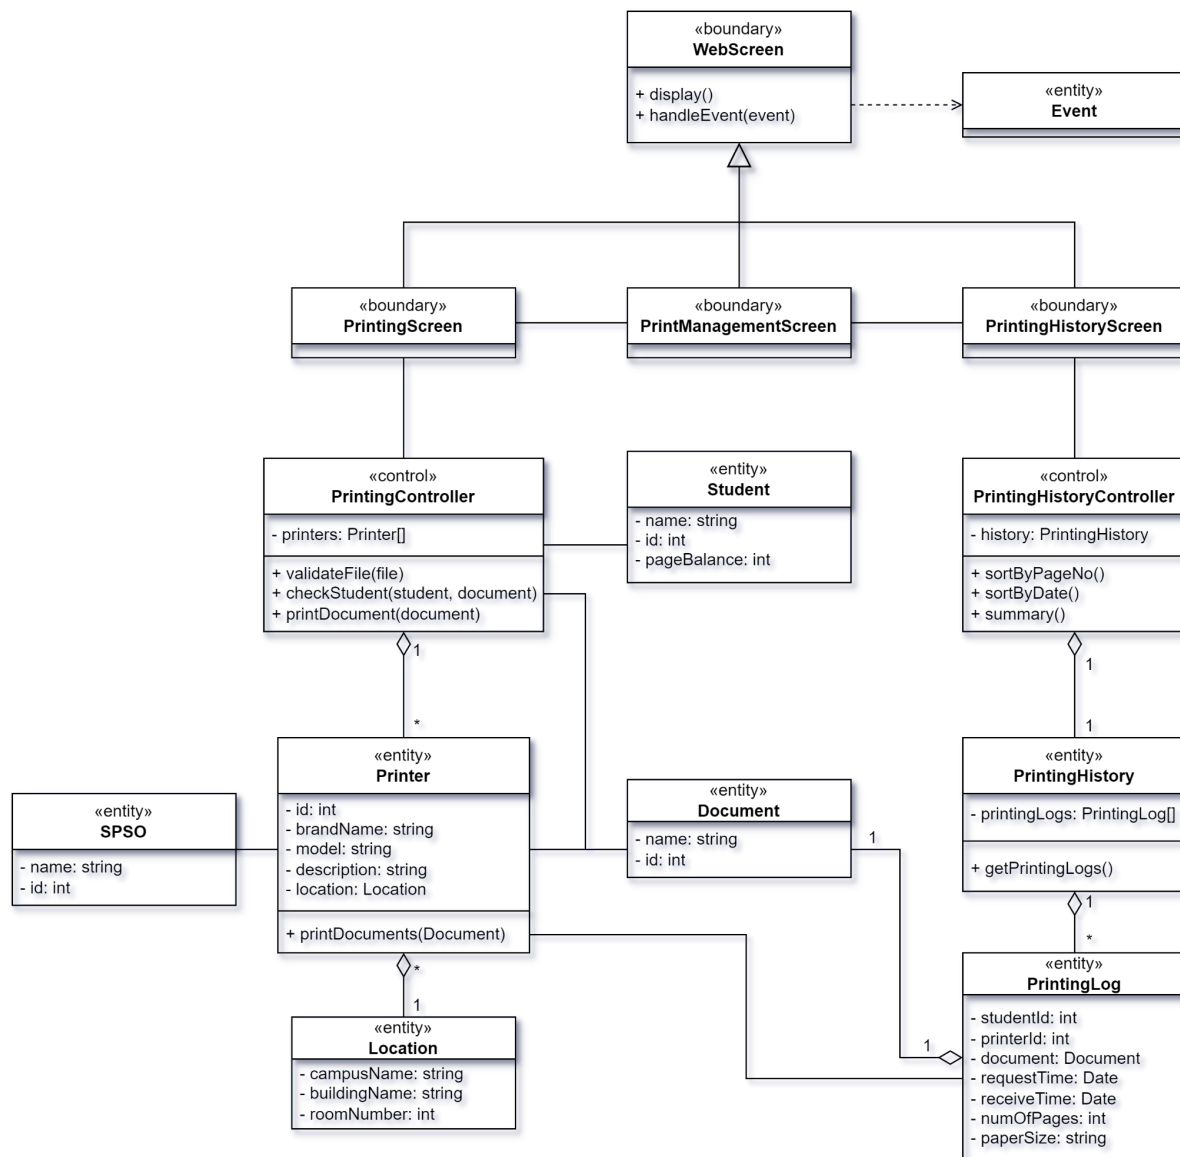 «boundary»
WebScreen
+ display()
+ handleEvent(event)
«entity»
Event
«boundary»
PrintingScreen
«boundary»
PrintManagementScreen
«boundary»
PrintingHistoryScreen
«control»
PrintingController
- printers: Printer[]
+ validateFile(file)
+ checkStudent(student, document)
+ printDocument(document)
1
*
«entity»
Student
- name: string
- id: int
- pageBalance: int
«control»
PrintingHistoryController
- history: PrintingHistory
+ sortByPageNo()
+ sortByDate()
+ summary()
1
1
«entity»
SPSO
- name: string
- id: int
«entity»
Printer
- id: int
- brandName: string
- model: string
- description: string
- location: Location
+ printDocuments(Document)
*
1
«entity»
Document
- name: string
- id: int
1
1
«entity»
PrintingHistory
- printingLogs: PrintingLog[]
+ getPrintingLogs()
1
*
«entity»
Location
- campusName: string
- buildingName: string
- roomNumber: int
«entity»
PrintingLog
- studentId: int
- printerId: int
- document: Document
- requestTime: Date
- receiveTime: Date
- numOfPages: int
- paperSize: string